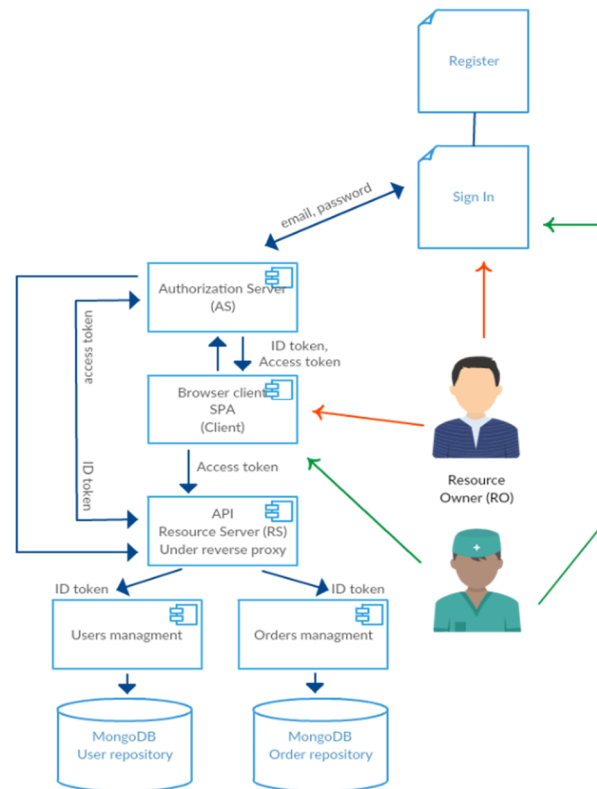 Register
Sign In
email, password
Authorization Server
(AS)
access token
ID token
ID token,
Access token
Browser client
SPA
(Client)
Access token
API
Resource Server (RS)
Under reverse proxy
Resource
Owner (RO)
ID token
ID token
Users managment
Orders managment
MongoDB
User repository
MongoDB
Order repository